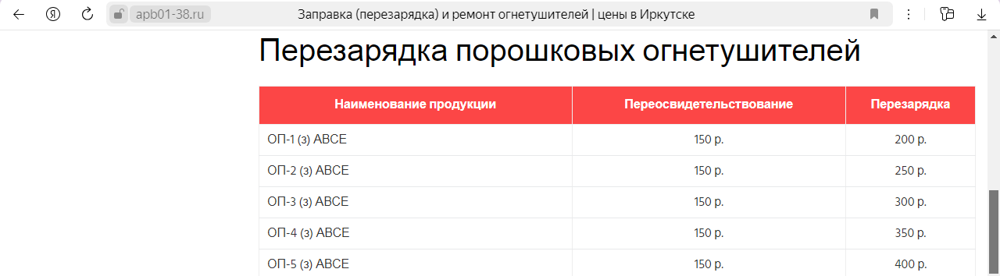 apb01-38.ru Заправка (перезарядка) и ремонт огнетушителей | цены в Иркутске
Перезарядка порошковых огнетушителей
Наименование продукции Переосвидетельствование Перезарядка
ОП-1 (з) АВСЕ 150 р. 200 р.
ОП-2 (з) АВСЕ 150 р. 250 р.
ОП-3 (з) АВСЕ 150 р. 300 р.
ОП-4 (з) АВСЕ 150 р. 350 р.
ОП-5 (з) АВСЕ 150 р. 400 р.